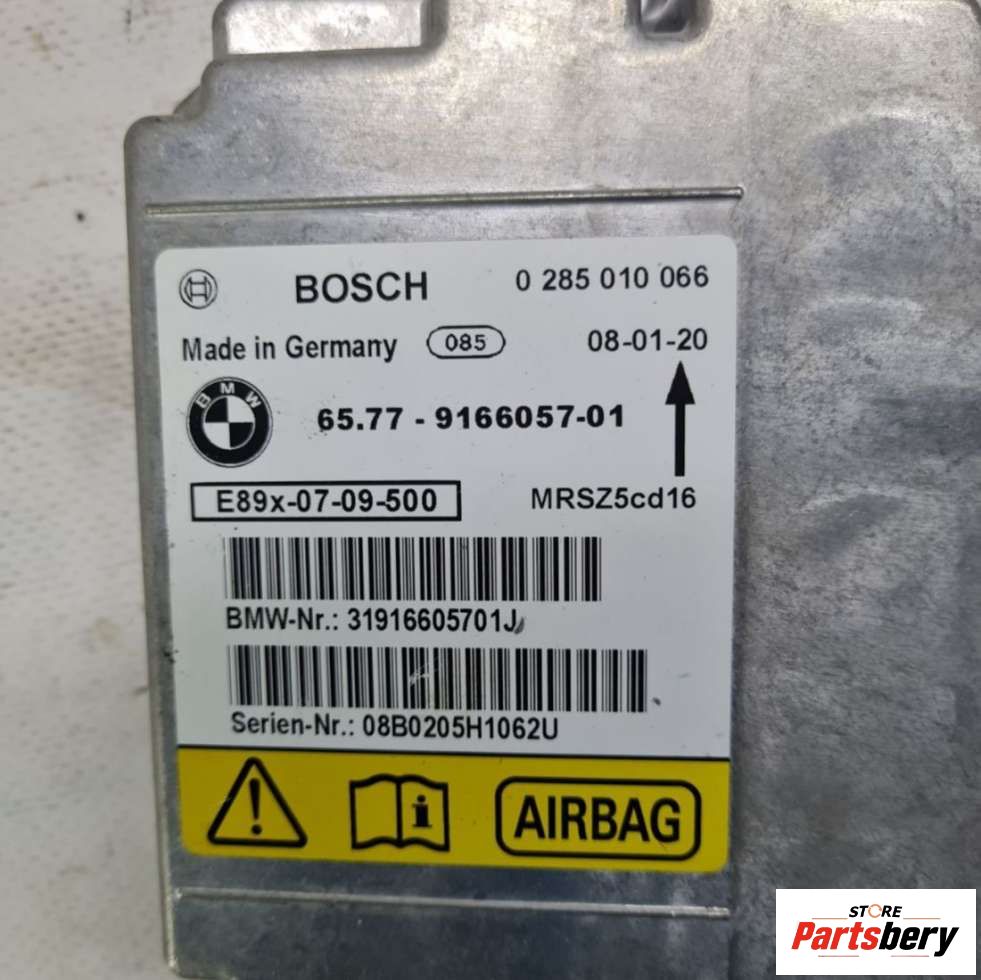 BOSCH 0 285 010 066
Made in Germany 085 08-01-20
BMW
65.77 - 9166057-01
E89x-07-09-500 MRSZ5cd16
BMW-Nr.: 31916605701J
Serien-Nr.: 08B0205H1062U
AIRBAG
STORE
Partsbery